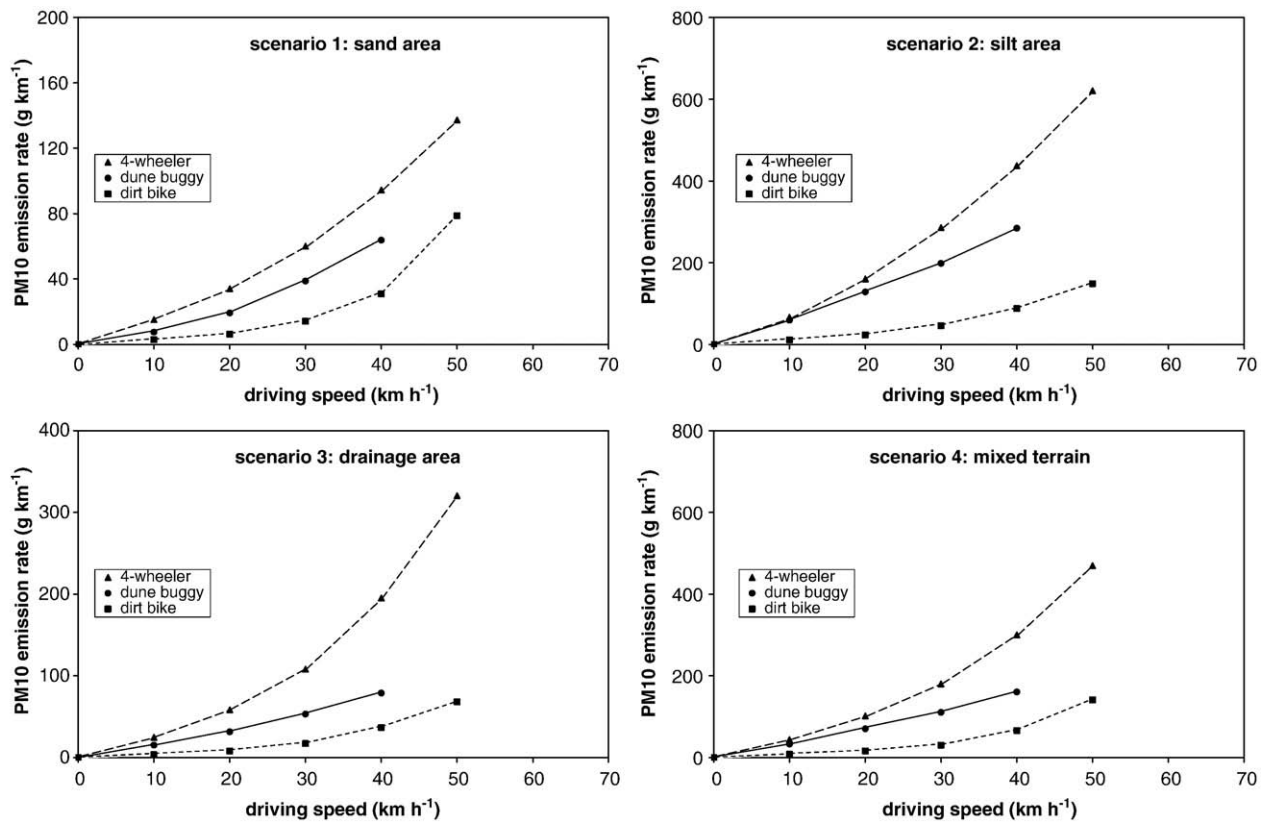 scenario 1: sand area
PM10 emission rate (g km⁻¹)
200
160
120
80
40
0
4-wheeler
dune buggy
dirt bike
0 10 20 30 40 50 60 70
driving speed (km h⁻¹)
scenario 2: silt area
PM10 emission rate (g km⁻¹)
800
600
400
200
0
4-wheeler
dune buggy
dirt bike
0 10 20 30 40 50 60 70
driving speed (km h⁻¹)
scenario 3: drainage area
PM10 emission rate (g km⁻¹)
400
300
200
100
0
4-wheeler
dune buggy
dirt bike
0 10 20 30 40 50 60 70
driving speed (km h⁻¹)
scenario 4: mixed terrain
PM10 emission rate (g km⁻¹)
800
600
400
200
0
4-wheeler
dune buggy
dirt bike
0 10 20 30 40 50 60 70
driving speed (km h⁻¹)